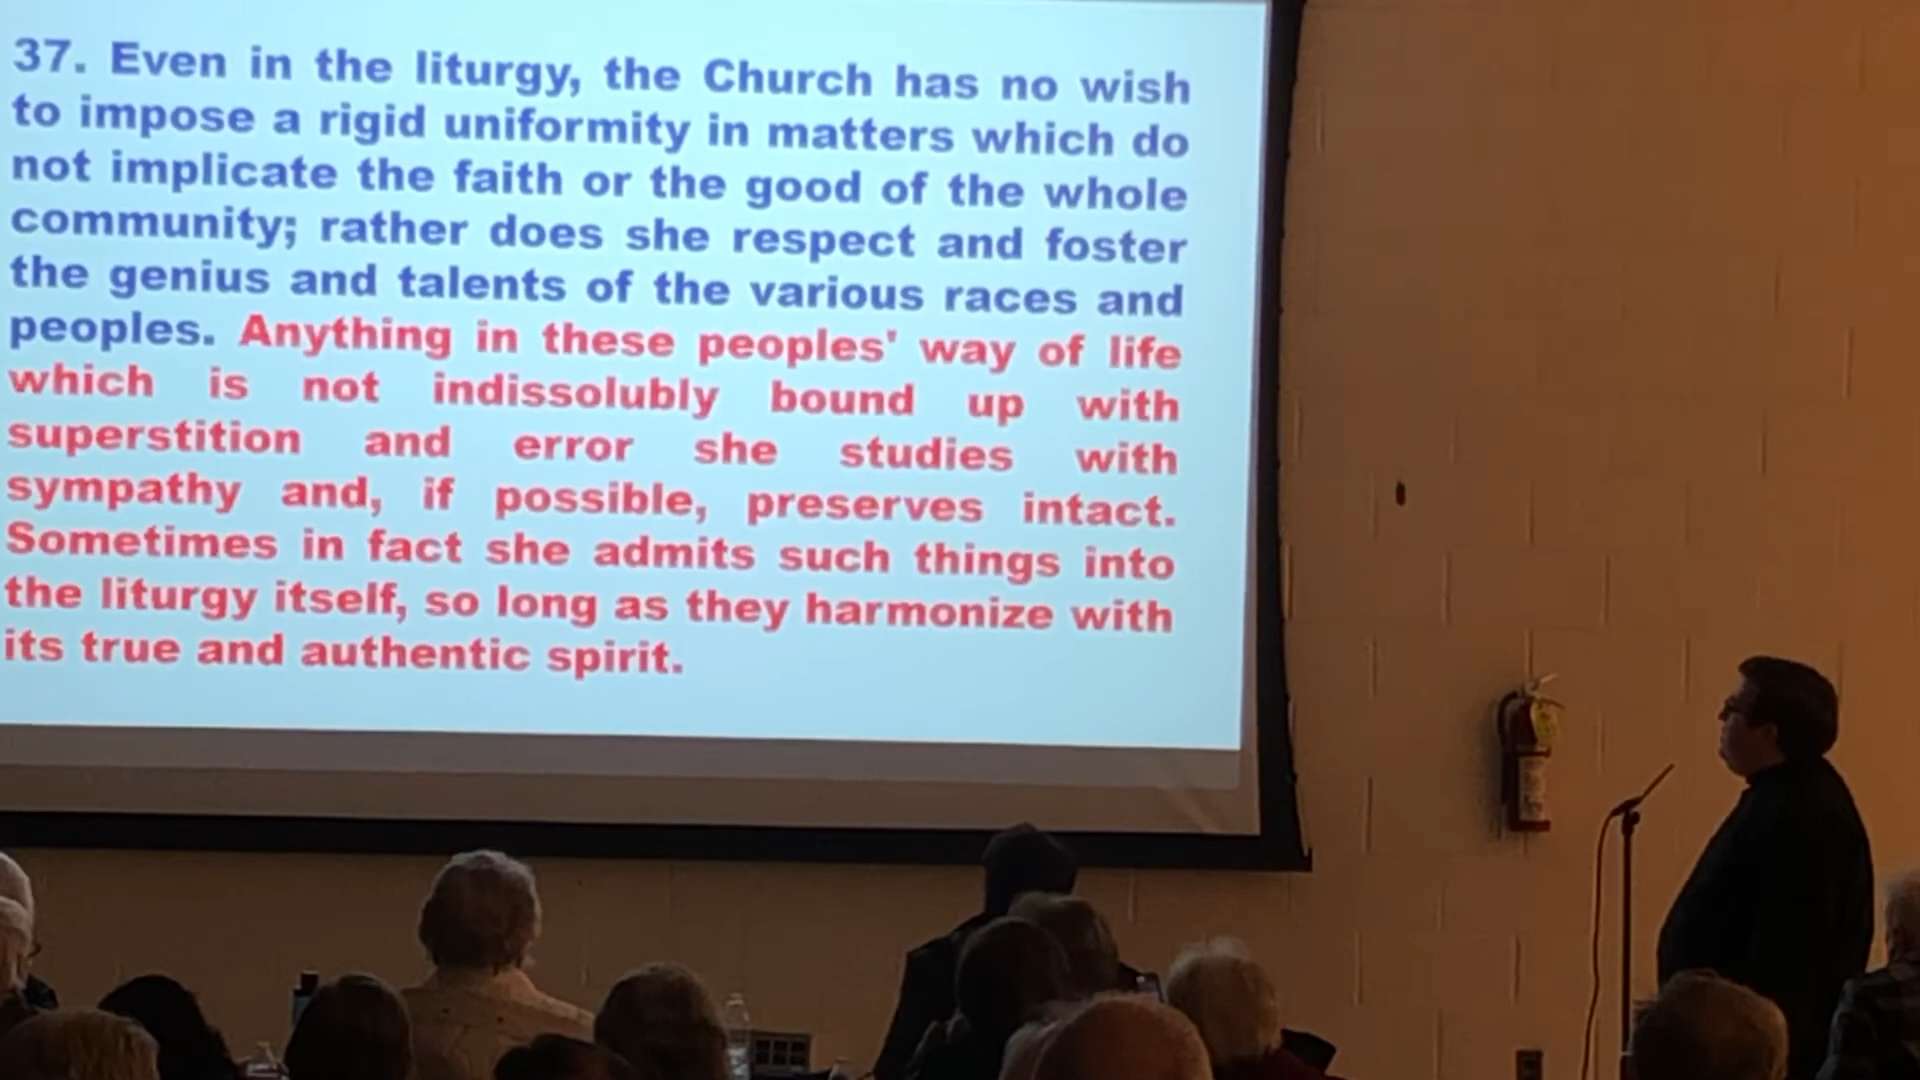 37. Even in the liturgy, the Church has no wish
to impose a rigid uniformity in matters which do
not implicate the faith or the good of the whole
community; rather does she respect and foster
the genius and talents of the various races and
peoples. Anything in these peoples' way of life
which is not indissolubly bound up with
superstition and error she studies with
sympathy and, if possible, preserves intact.
Sometimes in fact she admits such things into
the liturgy itself, so long as they harmonize with
its true and authentic spirit.